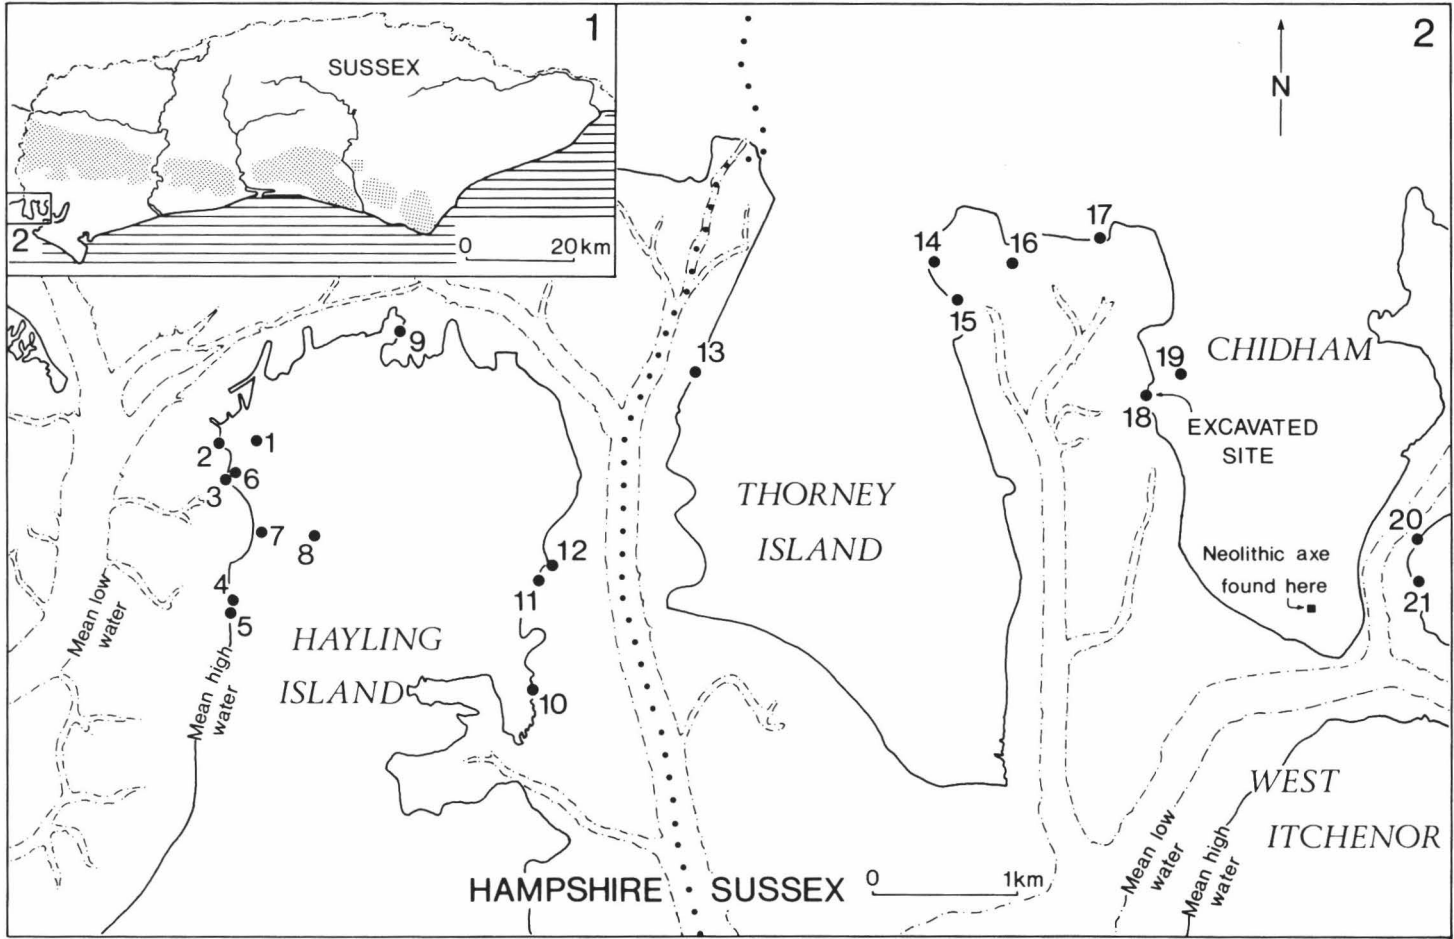 1
SUSSEX
2
0 20km
2
N
17
14
16
15
9
13
19
CHIDHAM
18
EXCAVATED
SITE
1
2
6
3
7
8
THORNEY
ISLAND
20
12
Neolithic axe
found here
21
11
4
5
Mean low
water
HAYLING
ISLAND
10
Mean high
water
WEST
ITCHENOR
Mean low
water
Mean high
water
HAMPSHIRE SUSSEX
0 1km